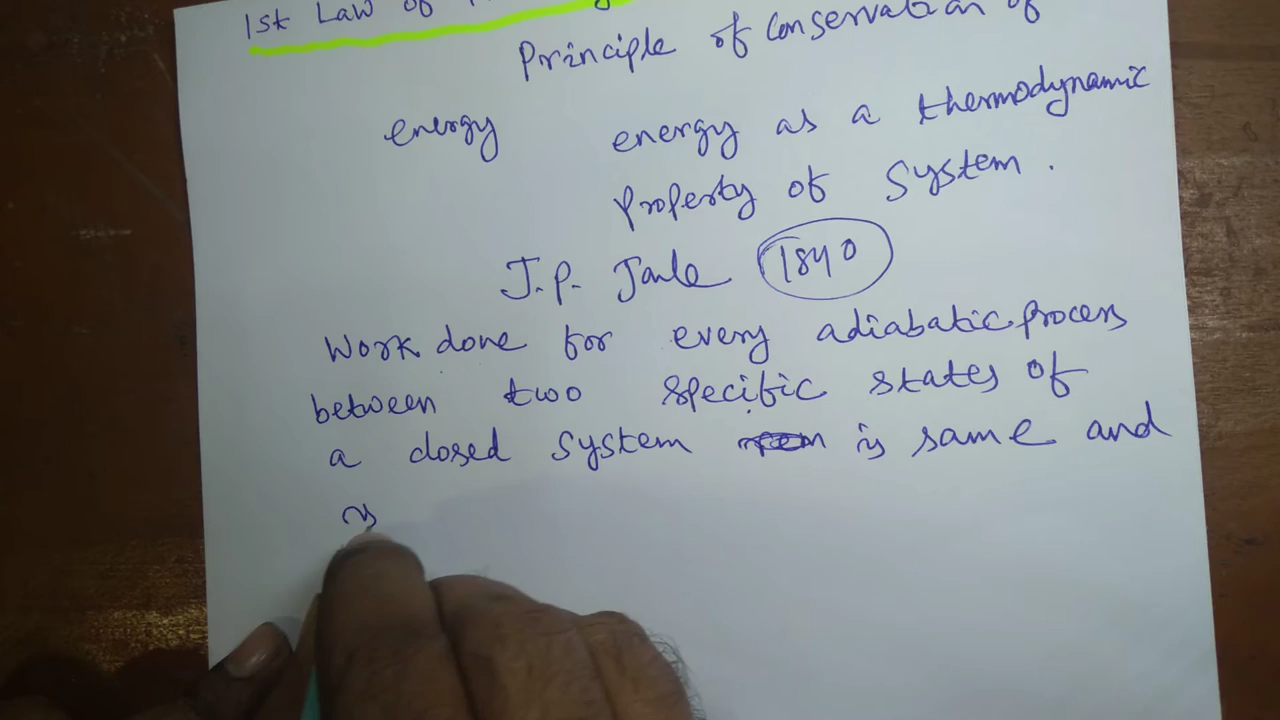 1st Law of
Principle of conservation of
energy energy as a thermodynamic
property of system.
J.P. Joule 1840
Work done for every adiabatic process
between two specific states of
a closed system is same and
is